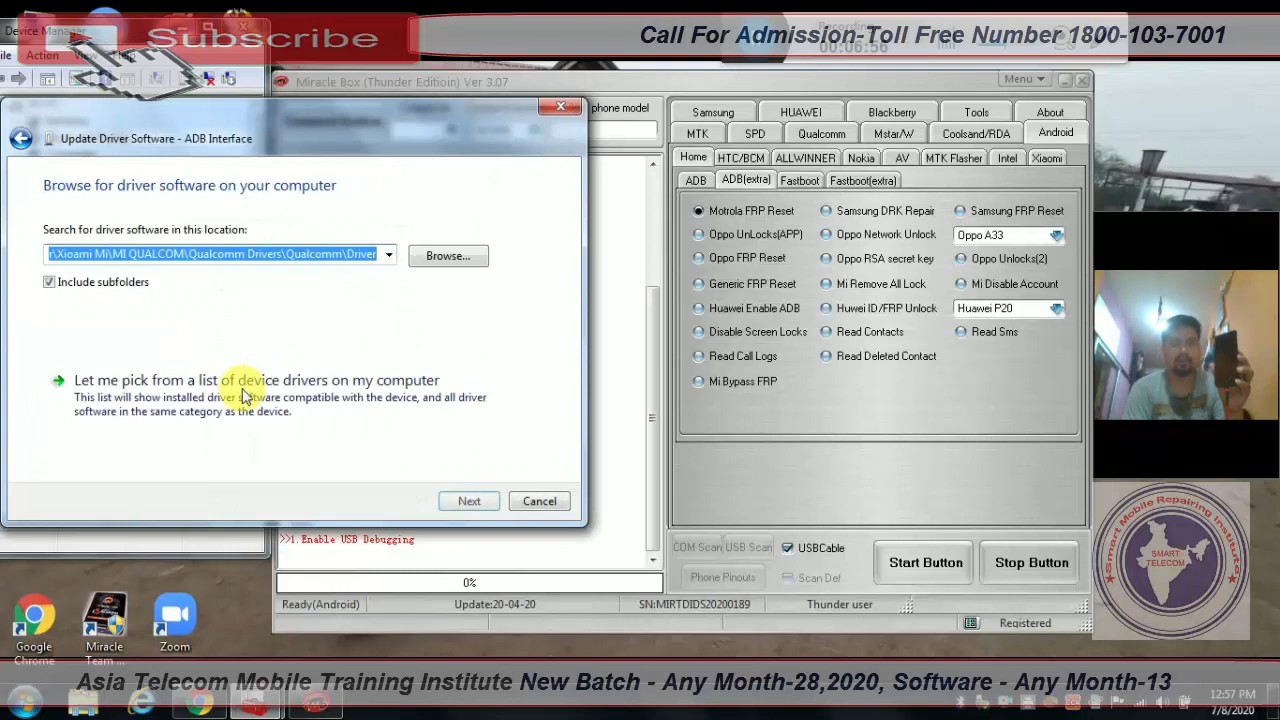 Subscribe
Call For Admission-Toll Free Number 1800-103-7001
Device Manager
Action View Help
Recording
00:06:56
Miracle Box (Thunder Editioin) Ver 3.07
Menu
phone model
Update Driver Software - ADB Interface
Browse for driver software on your computer
Search for driver software in this location:
r\Xioami Mi\MI QUALCOM\Qualcomm Drivers\Qualcomm\Driver
Browse...
Include subfolders
Let me pick from a list of device drivers on my computer
This list will show installed driver software compatible with the device, and all driver
software in the same category as the device.
Next
Cancel
Samsung
HUAWEI
Blackberry
Tools
About
MTK
SPD
Qualcomm
Mstar/W
Coolsand/RDA
Android
Home
HTC/BCM
ALLWINNER
Nokia
AV
MTK Flasher
Intel
Xiaomi
ADB
ADB(extra)
Fastboot
Fastboot(extra)
Motrola FRP Reset
Samsung DRK Repair
Samsung FRP Reset
Oppo UnLocks(APP)
Oppo Network Unlock
Oppo A33
Oppo FRP Reset
Oppo RSA secret key
Oppo Unlocks(2)
Generic FRP Reset
Mi Remove All Lock
Mi Disable Account
Huawei Enable ADB
Huwei ID/FRP Unlock
Huawei P20
Disable Screen Locks
Read Contacts
Read Sms
Read Call Logs
Read Deleted Contact
Mi Bypass FRP
>>1.Enable USB Debugging
0%
COM Scan
USB Scan
USBCable
Phone Pinouts
Scan Def
Start Button
Stop Button
Ready(Android)
Update:20-04-20
SN:MIRTDIDS20200189
Thunder user
Registered
Smart Mobile Repairing Institute
SMART
TELECOM
Google
Chrome
Miracle
Team ...
Zoom
Asia Telecom Mobile Training Institute New Batch - Any Month-28,2020, Software - Any Month-13
12:57 PM
7/8/2020